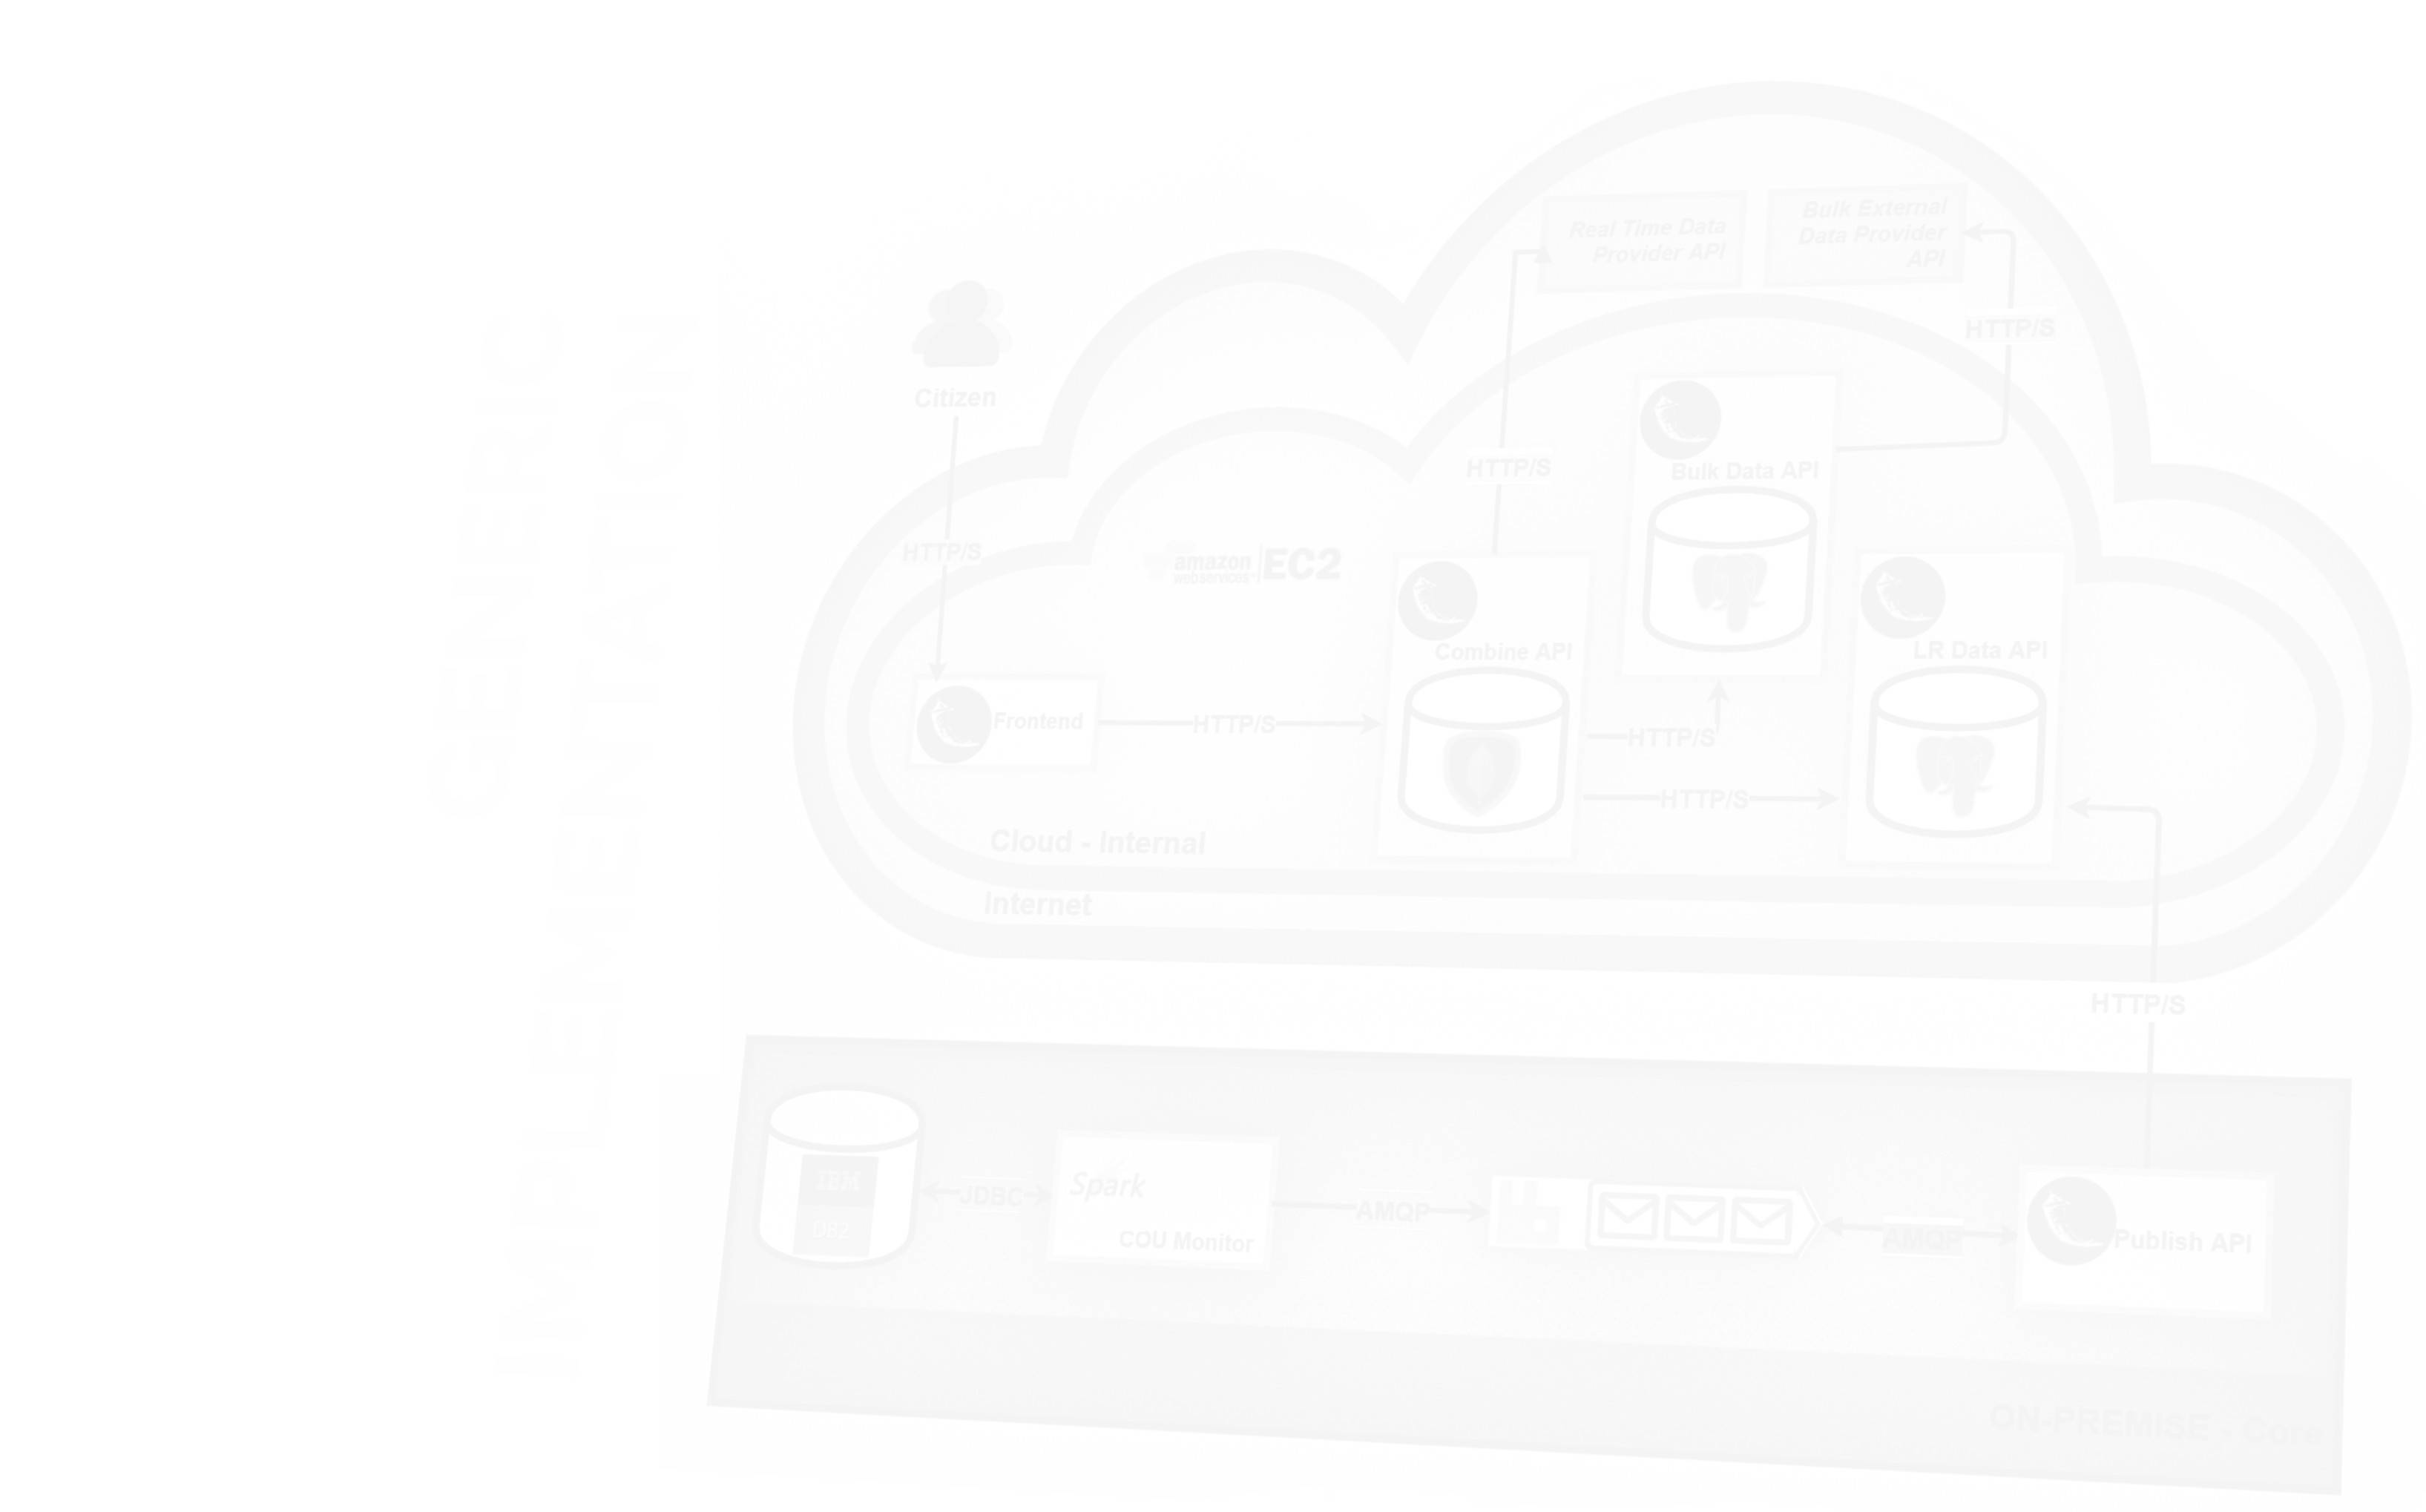 GENERIC
IMPLEMENTATION
Real Time Data
Provider API
Bulk External
Data Provider
API
HTTP/S
Citizen
HTTP/S
Bulk Data API
HTTP/S
amazon
webservices™
EC2
Combine API
LR Data API
Frontend
HTTP/S
HTTP/S
HTTP/S
Cloud - Internal
Internet
HTTP/S
IBM
DB2
JDBC
Spark
COU Monitor
AMQP
AMQP
Publish API
ON-PREMISE - Core